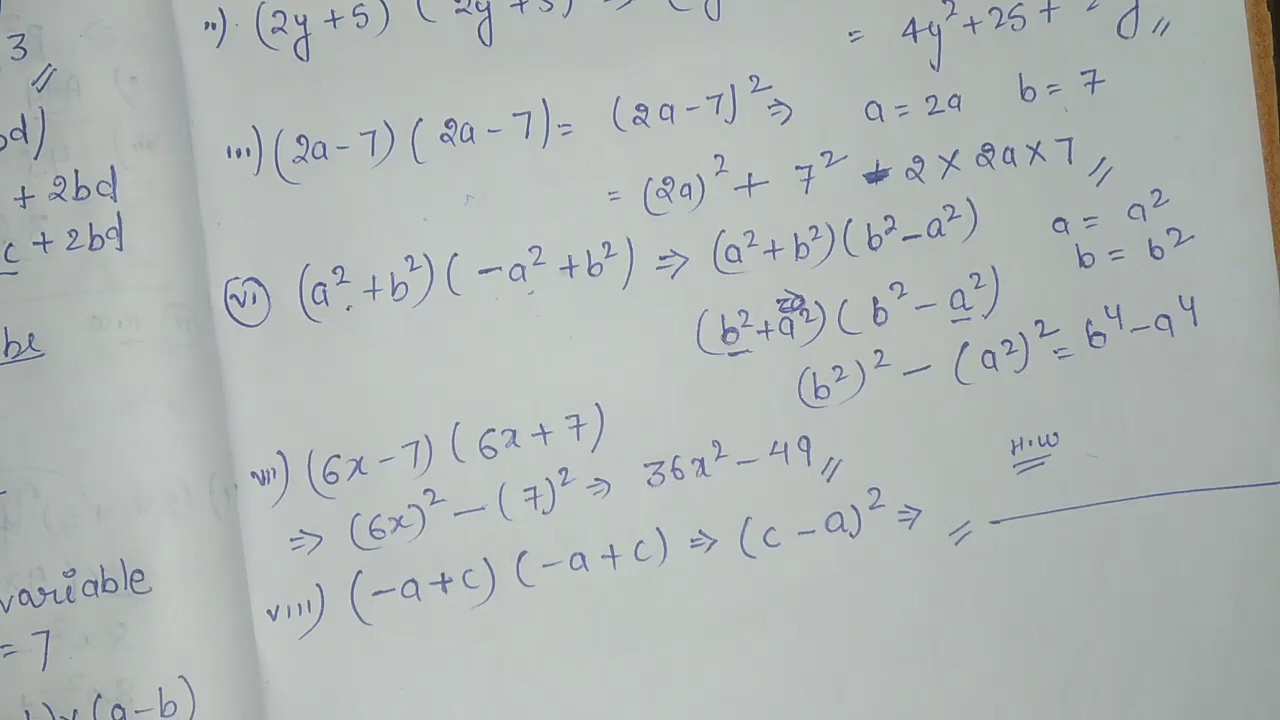 3
bd)
+ 2bd
c + 2bd
be
variable
= 7
(a-b)
ii) (2y + 5) (2y + 5)
= 4y² + 25 +
iii) (2a - 7) (2a - 7) = (2a - 7)² ⇒ a = 2a b = 7
= (2a)² + 7² - 2 × 2a × 7 //
vi) (a² + b²) (-a² + b²) ⇒ (a² + b²) (b² - a²) a = a²
b = b²
(b² + a²) (b² - a²)
(b²)² - (a²)² = b⁴ - a⁴
vii) (6x - 7) (6x + 7)
⇒ (6x)² - (7)² ⇒ 36x² - 49 //
H.W
viii) (-a + c) (-a + c) ⇒ (c - a)² ⇒ =